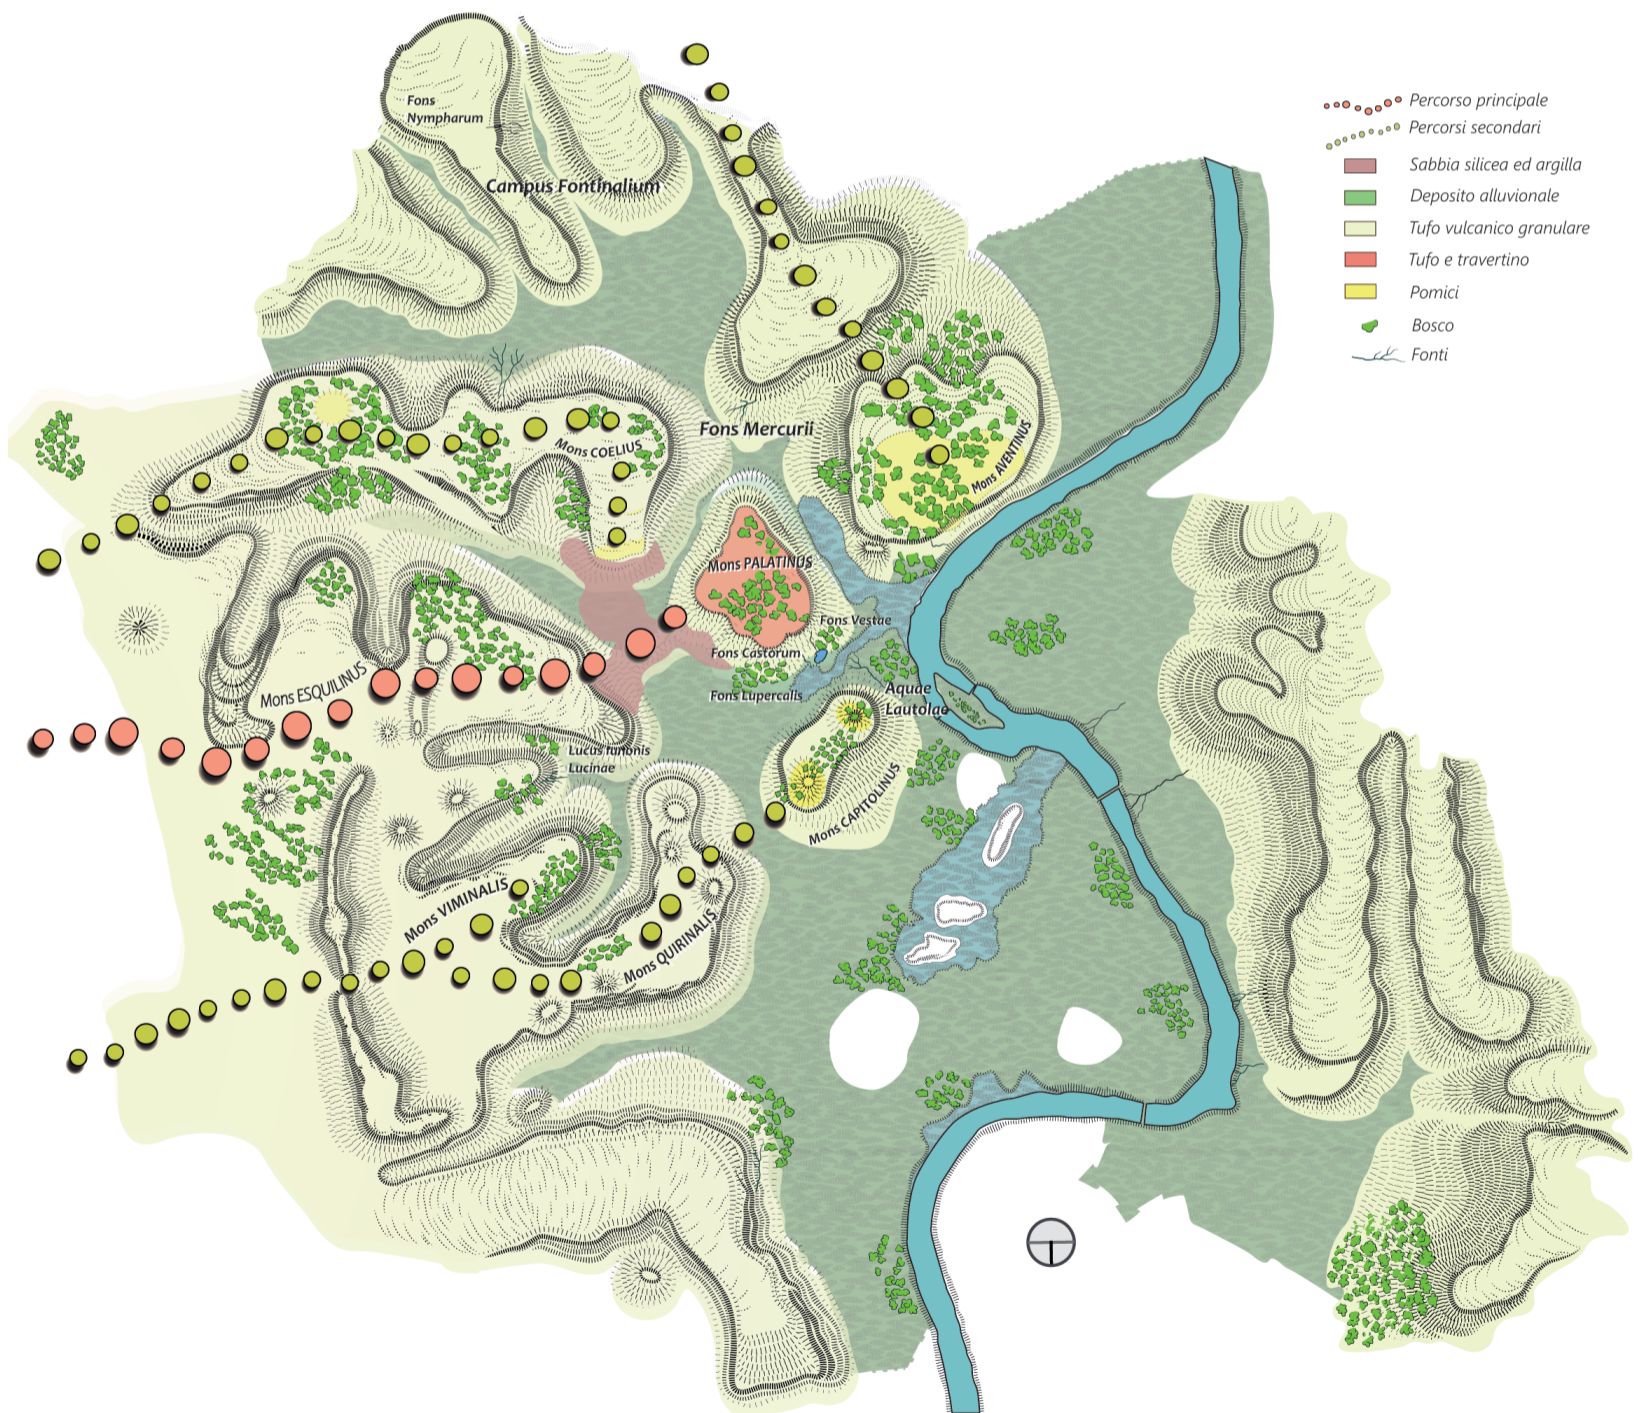 Fons
Nympharum
Campus Fontinalium
Percorso principale
Percorsi secondari
Sabbia silicea ed argilla
Deposito alluvionale
Tufo vulcanico granulare
Tufo e travertino
Pomici
Bosco
Fonti
Fons Mercurii
Mons COELIUS
Mons AVENTINUS
Mons PALATINUS
Fons Vestae
Fons Castorum
Fons Lupercalis
Mons ESQUILINUS
Aquae
Lautolae
Lucus Iunonis
Lucinae
Mons CAPITOLINUS
Mons VIMINALIS
Mons QUIRINALIS